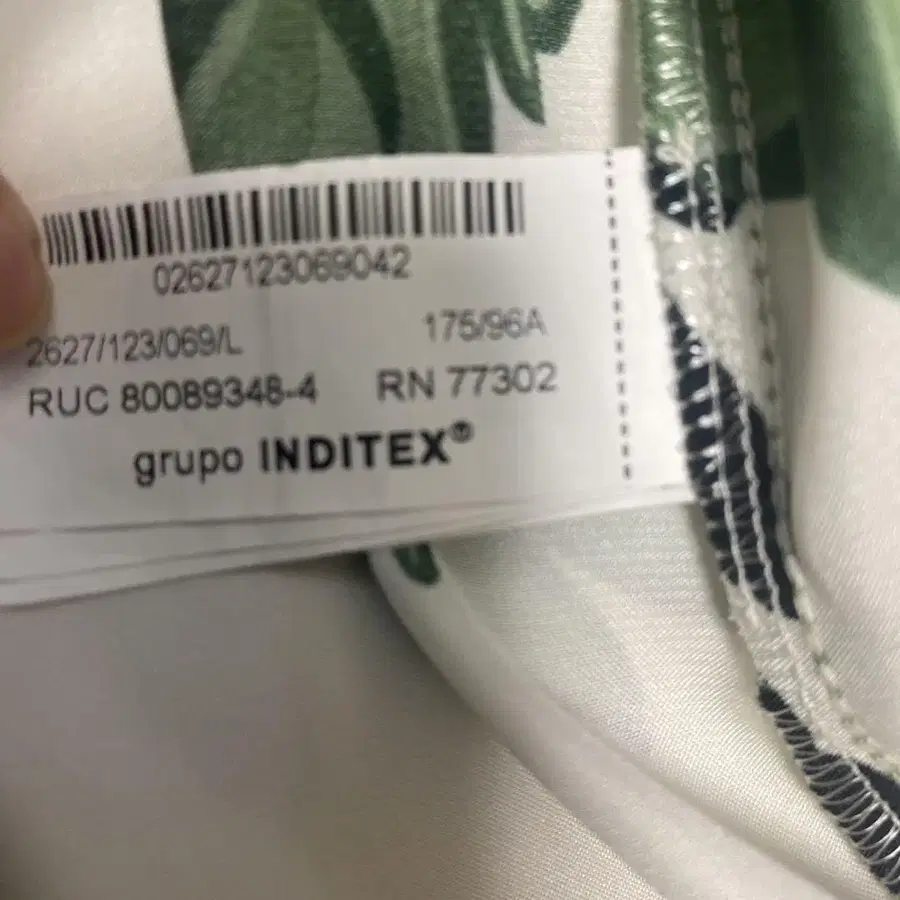 02627123069042
2627/123/069/L 175/96A
RUC 80089348-4 RN 77302
grupo INDITEX®